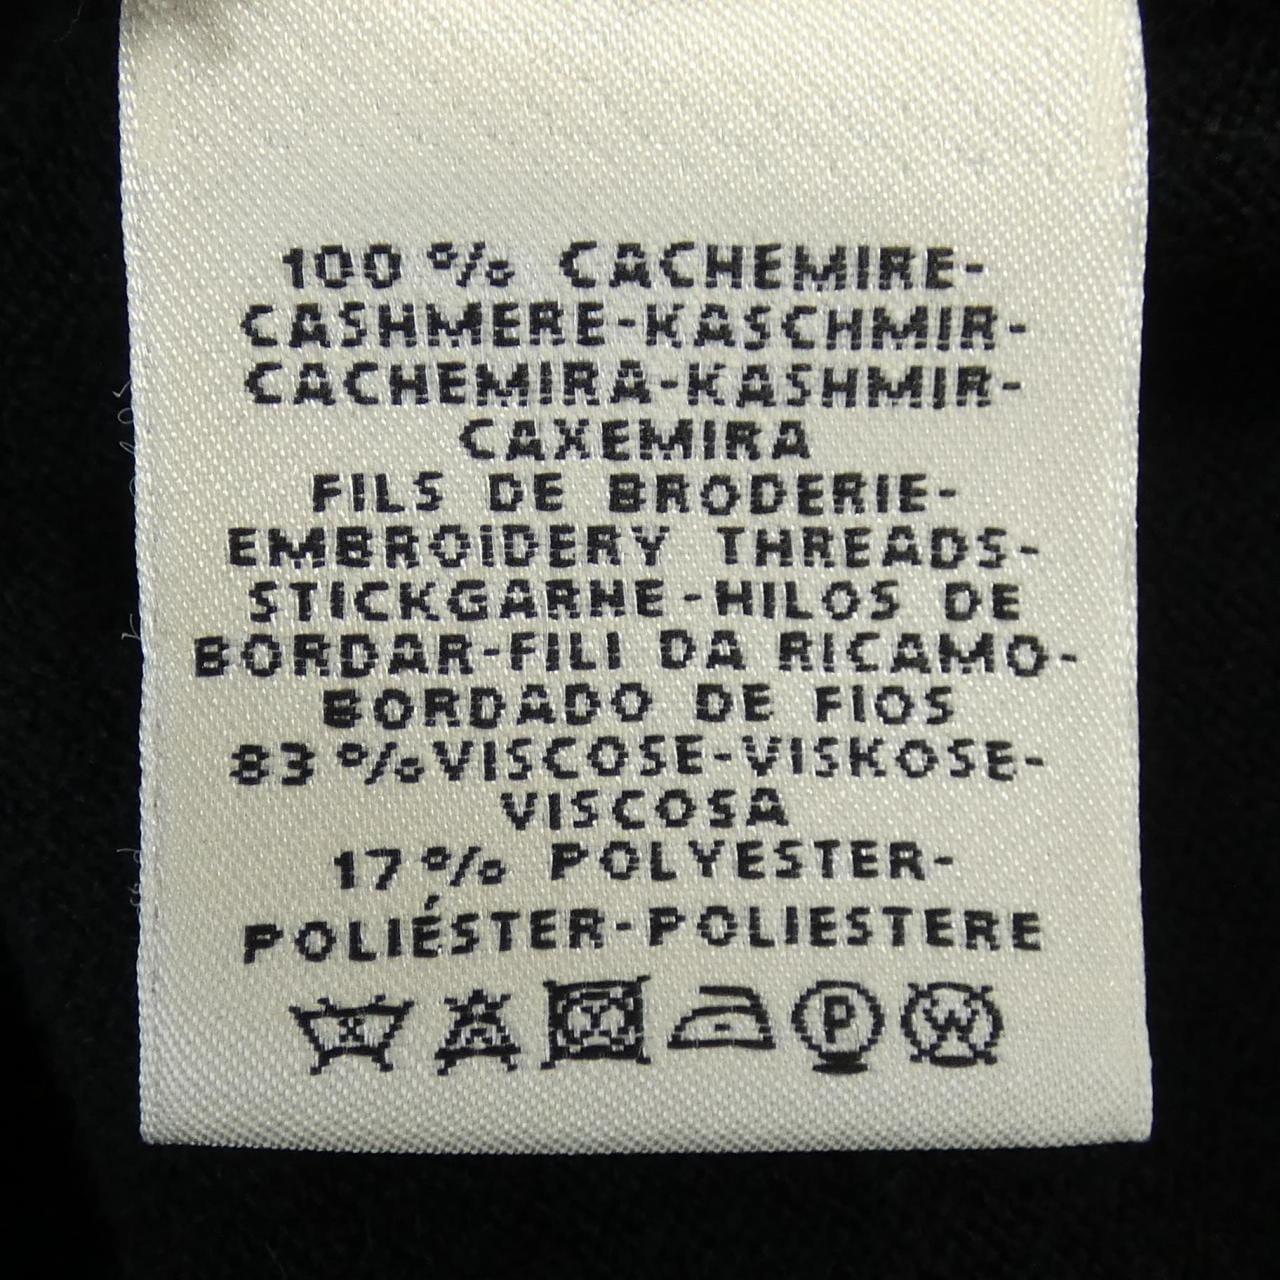 100 % CACHEMIRE-
CASHMERE-KASCHMIR-
CACHEMIRA-KASHMIR-
CAXEMIRA
FILS DE BRODERIE-
EMBROIDERY THREADS-
STICKGARNE-HILOS DE
BORDAR-FILI DA RICAMO-
BORDADO DE FIOS
83 % VISCOSE-VISKOSE-
VISCOSA
17 % POLYESTER-
POLIÉSTER-POLIESTERE
P W